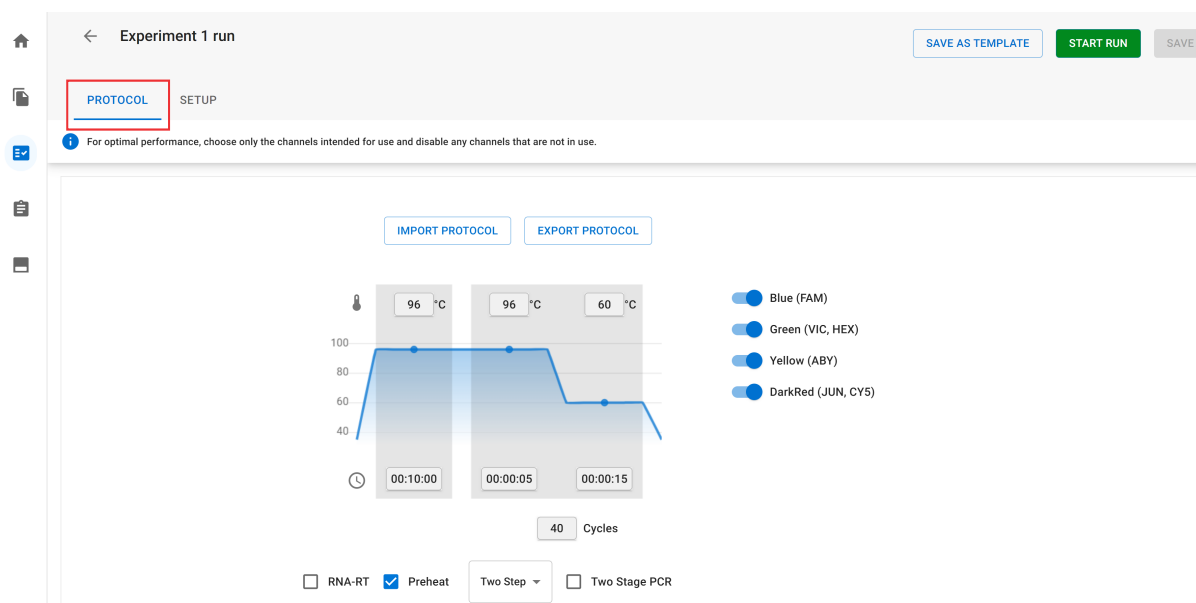 Experiment 1 run
SAVE AS TEMPLATE
START RUN
SAVE
PROTOCOL
SETUP
For optimal performance, choose only the channels intended for use and disable any channels that are not in use.
IMPORT PROTOCOL
EXPORT PROTOCOL
96 °C
96 °C
60 °C
100
80
60
40
00:10:00
00:00:05
00:00:15
40 Cycles
RNA-RT
Preheat
Two Step
Two Stage PCR
Blue (FAM)
Green (VIC, HEX)
Yellow (ABY)
DarkRed (JUN, CY5)